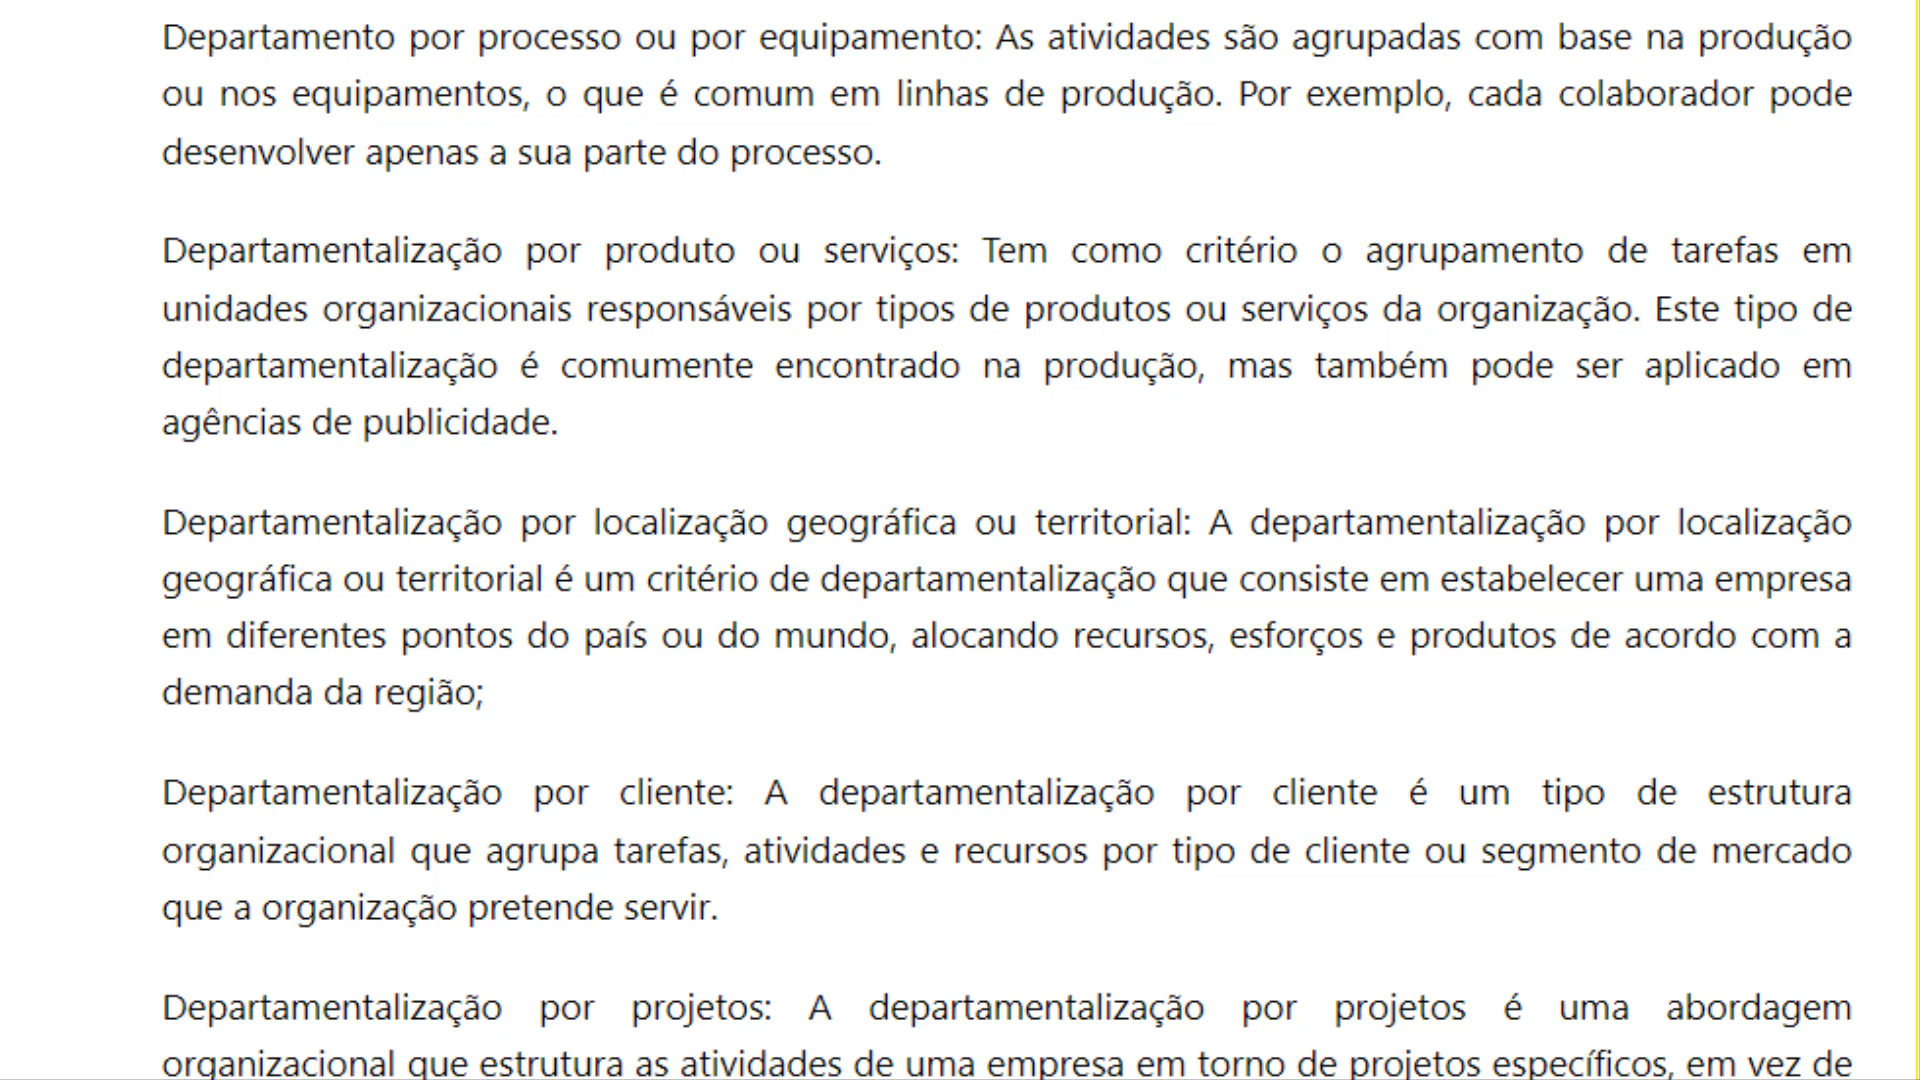 Departamento por processo ou por equipamento: As atividades são agrupadas com base na produção
ou nos equipamentos, o que é comum em linhas de produção. Por exemplo, cada colaborador pode
desenvolver apenas a sua parte do processo.
Departamentalização por produto ou serviços: Tem como critério o agrupamento de tarefas em
unidades organizacionais responsáveis por tipos de produtos ou serviços da organização. Este tipo de
departamentalização é comumente encontrado na produção, mas também pode ser aplicado em
agências de publicidade.
Departamentalização por localização geográfica ou territorial: A departamentalização por localização
geográfica ou territorial é um critério de departamentalização que consiste em estabelecer uma empresa
em diferentes pontos do país ou do mundo, alocando recursos, esforços e produtos de acordo com a
demanda da região;
Departamentalização por cliente: A departamentalização por cliente é um tipo de estrutura
organizacional que agrupa tarefas, atividades e recursos por tipo de cliente ou segmento de mercado
que a organização pretende servir.
Departamentalização por projetos: A departamentalização por projetos é uma abordagem
organizacional que estrutura as atividades de uma empresa em torno de projetos específicos, em vez de